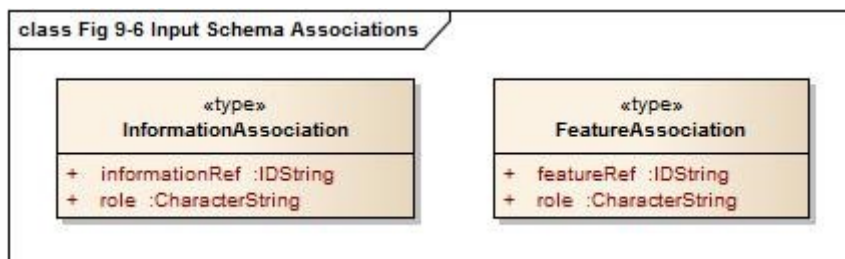 class Fig 9-6 Input Schema Associations
«type»
InformationAssociation
+ informationRef :IDString
+ role :CharacterString
«type»
FeatureAssociation
+ featureRef :IDString
+ role :CharacterString